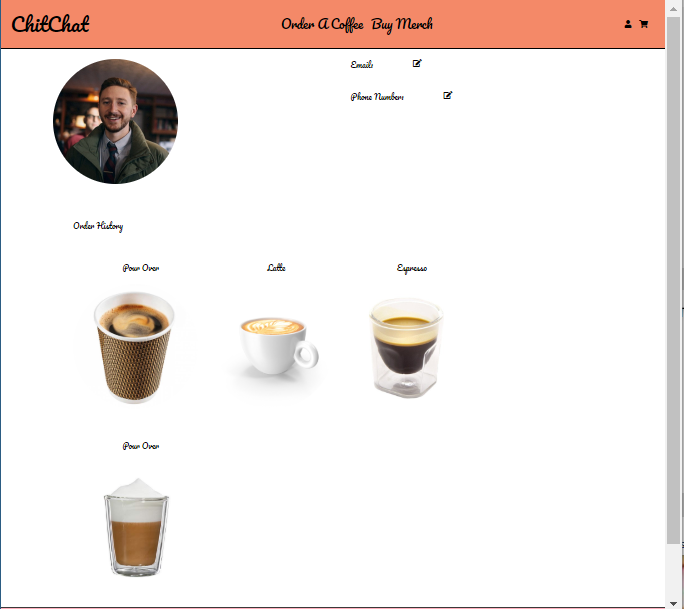 ChitChat
Order A Coffee Buy Merch
Email:
Phone Number:
Order History
Pour Over Latte Espresso
Pour Over